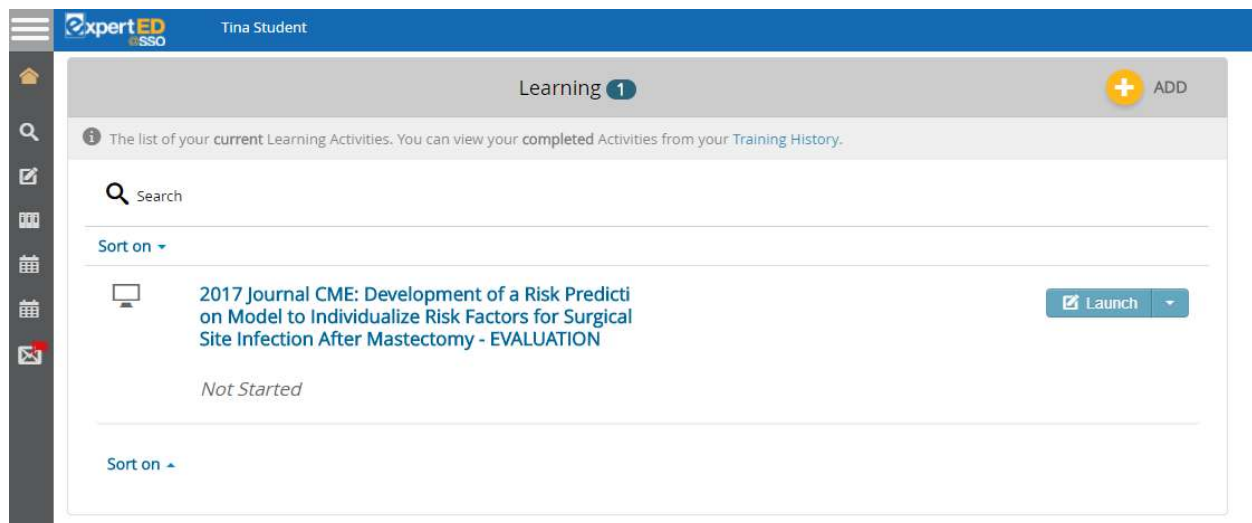 expertED
@SSO
Tina Student
Learning 1
ADD
The list of your current Learning Activities. You can view your completed Activities from your Training History.
Search
Sort on
2017 Journal CME: Development of a Risk Predicti
on Model to Individualize Risk Factors for Surgical
Site Infection After Mastectomy - EVALUATION
Launch
Not Started
Sort on